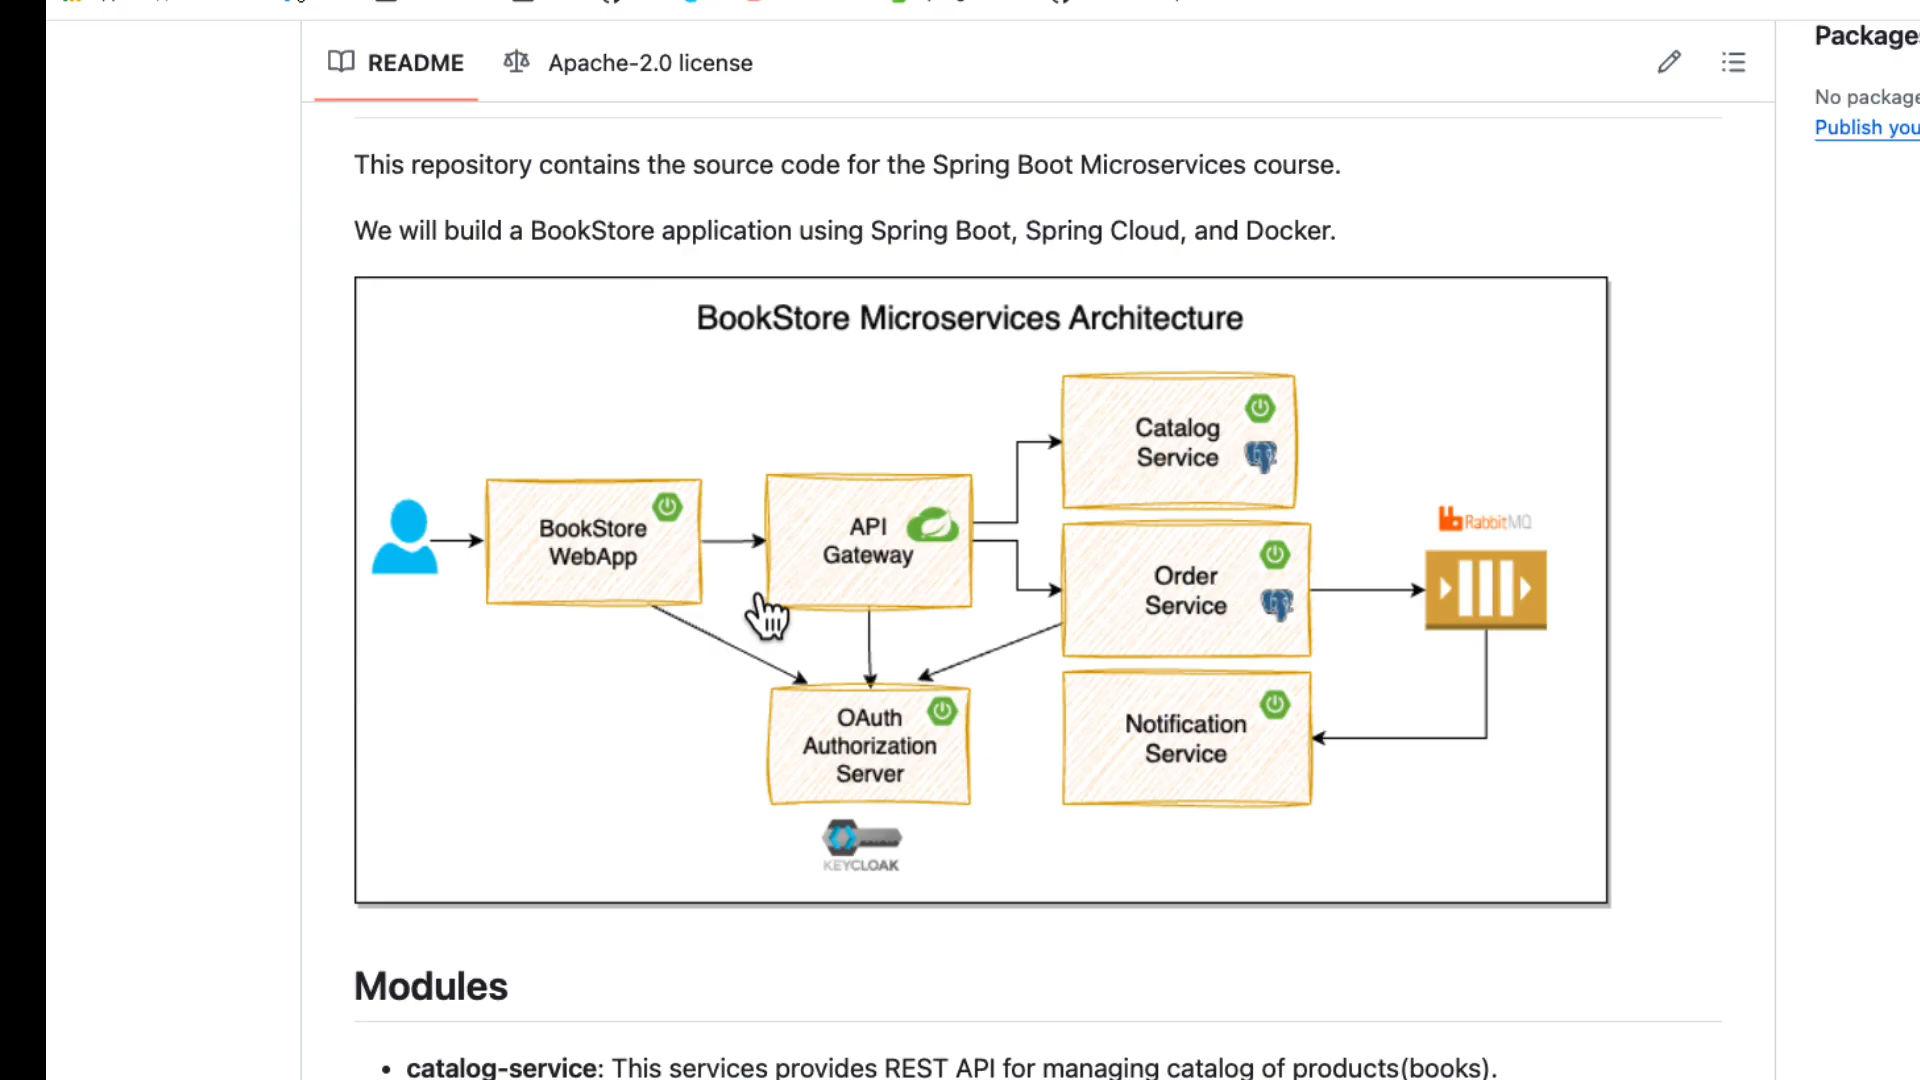 README
Apache-2.0 license
Package
No package
Publish you
This repository contains the source code for the Spring Boot Microservices course.
We will build a BookStore application using Spring Boot, Spring Cloud, and Docker.
BookStore Microservices Architecture
BookStore
WebApp
API
Gateway
Catalog
Service
Order
Service
RabbitMQ
OAuth
Authorization
Server
Notification
Service
KEYCLOAK
Modules
• catalog-service: This services provides REST API for managing catalog of products(books).